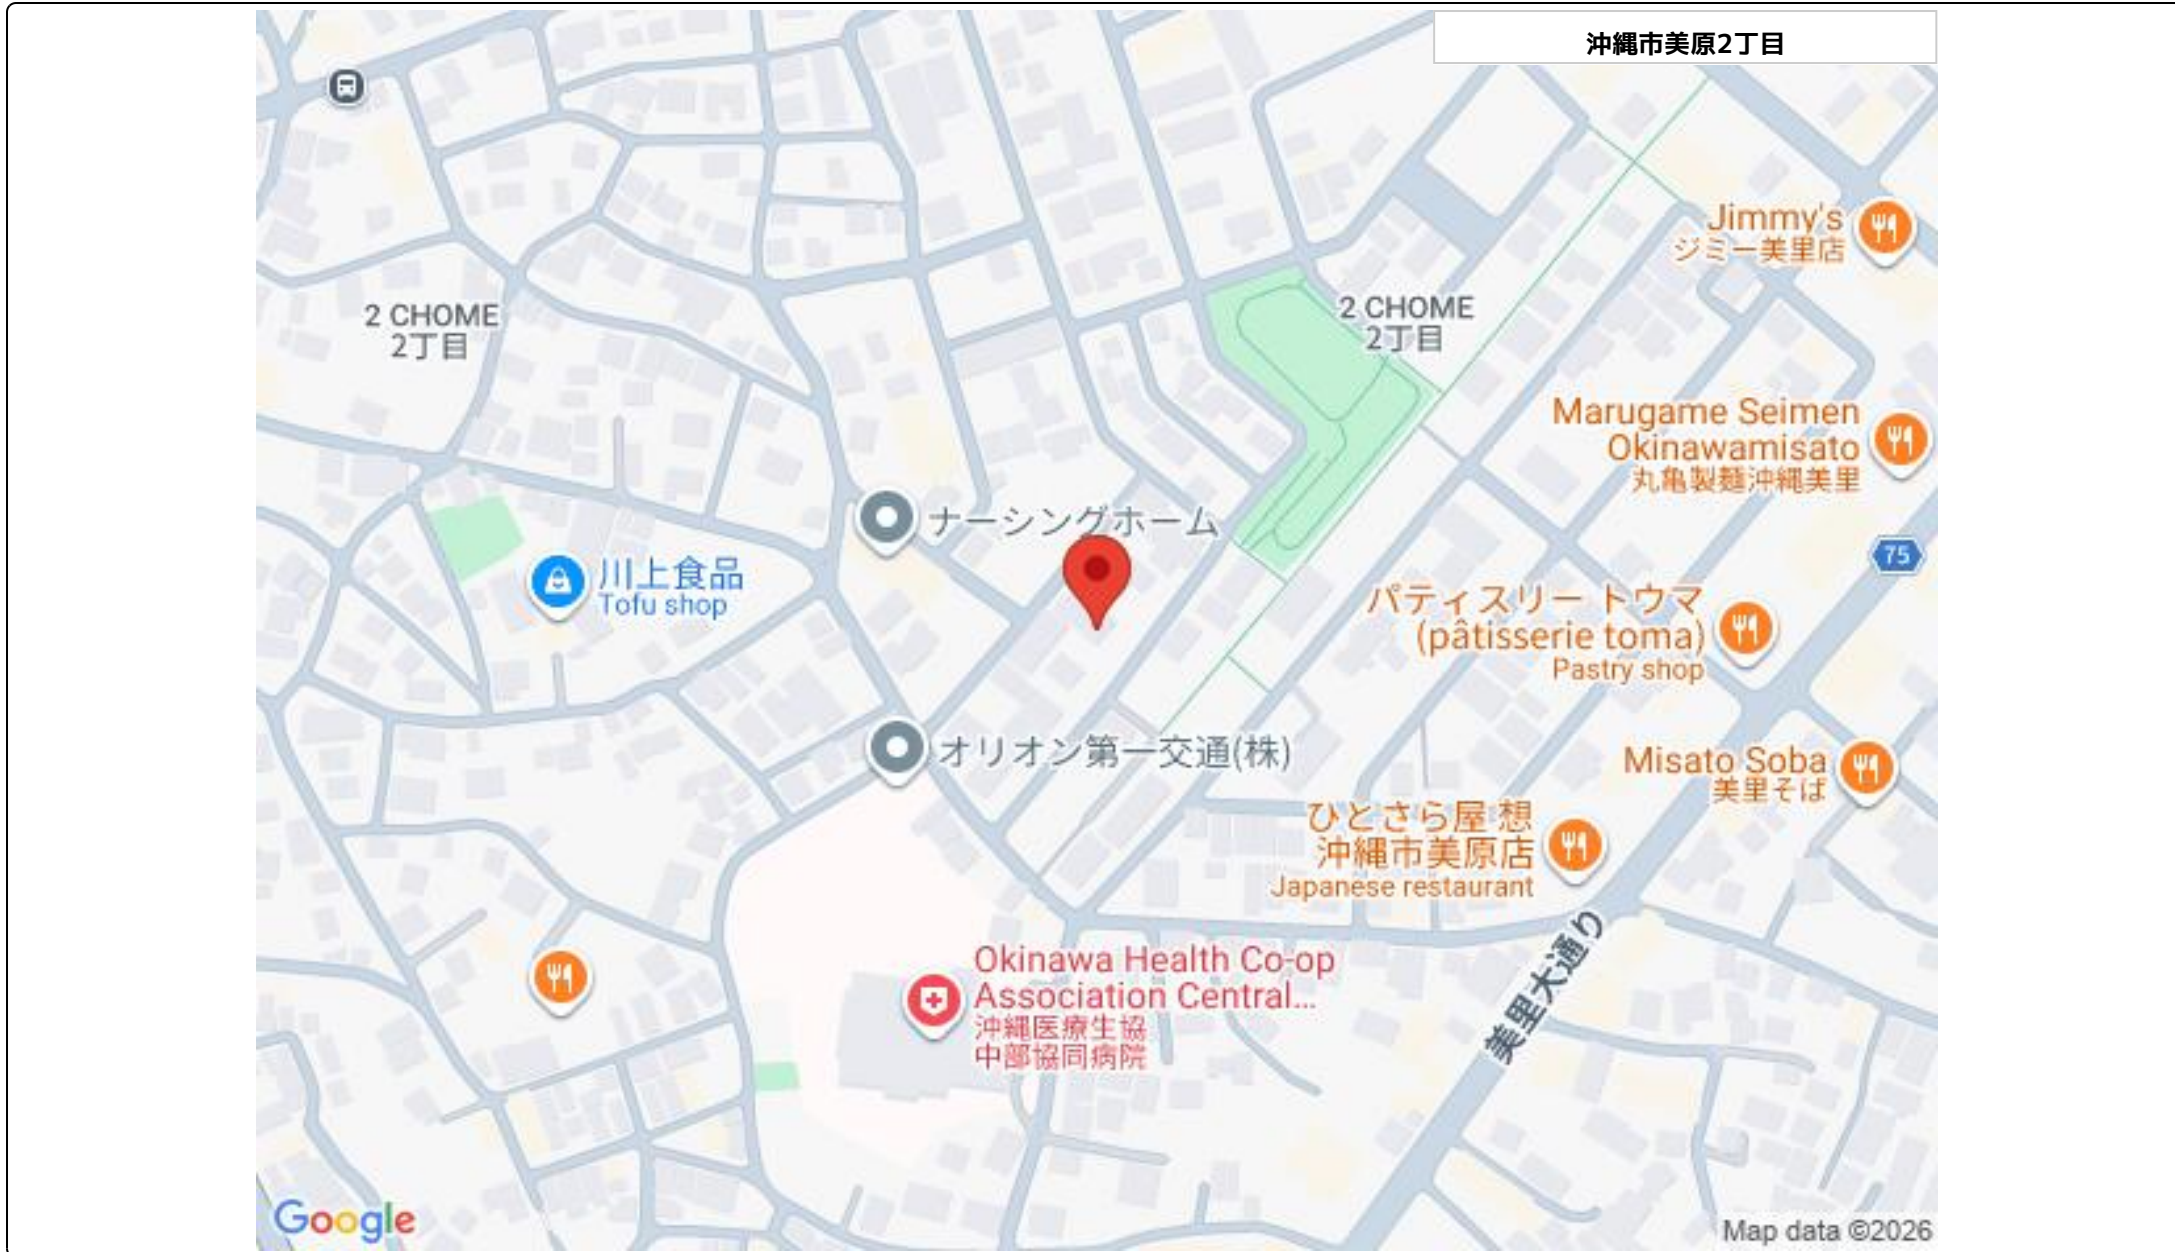 沖縄市美原2丁目
Jimmy's
ジミー美里店
2 CHOME
2丁目
2 CHOME
2丁目
Marugame Seimen
Okinawamisato
丸亀製麺沖縄美里
ナーシングホーム
75
川上食品
Tofu shop
パティスリー トウマ
(pâtisserie toma)
Pastry shop
オリオン第一交通(株)
Misato Soba
美里そば
ひとさら屋 想
沖縄市美原店
Japanese restaurant
美里大通り
Okinawa Health Co-op
Association Central...
沖縄医療生協
中部協同病院
Google
Map data ©2026